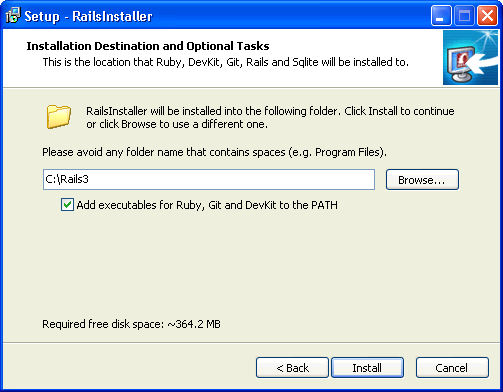 Setup - RailsInstaller
Installation Destination and Optional Tasks
This is the location that Ruby, DevKit, Git, Rails and Sqlite will be installed to.
RailsInstaller will be installed into the following folder. Click Install to continue
or click Browse to use a different one.
Please avoid any folder name that contains spaces (e.g. Program Files).
C:\Rails3
Browse...
Add executables for Ruby, Git and DevKit to the PATH
Required free disk space: ~364.2 MB
< Back
Install
Cancel